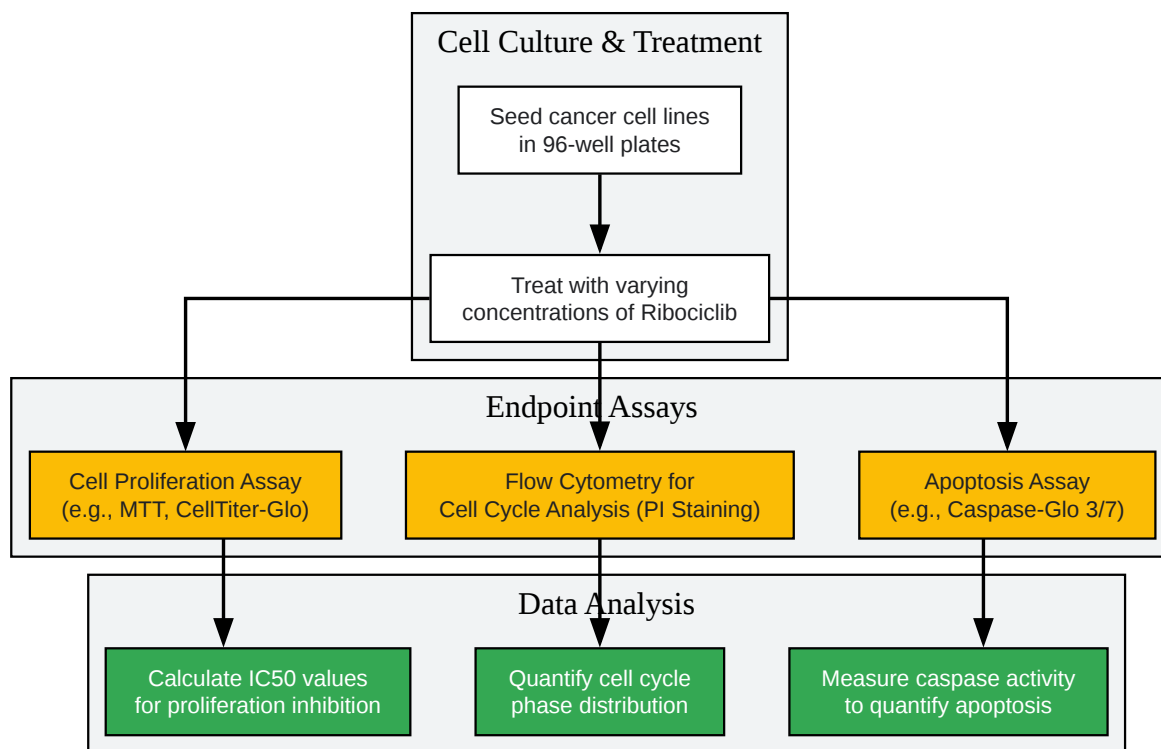 Cell Culture & Treatment
Seed cancer cell lines
in 96-well plates
Treat with varying
concentrations of Ribociclib
Endpoint Assays
Cell Proliferation Assay
(e.g., MTT, CellTiter-Glo)
Flow Cytometry for
Cell Cycle Analysis (PI Staining)
Apoptosis Assay
(e.g., Caspase-Glo 3/7)
Data Analysis
Calculate IC50 values
for proliferation inhibition
Quantify cell cycle
phase distribution
Measure caspase activity
to quantify apoptosis